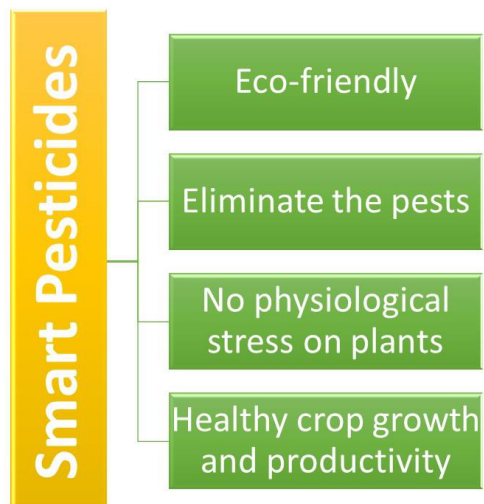 Smart Pesticides
Eco-friendly
Eliminate the pests
No physiological
stress on plants
Healthy crop growth
and productivity